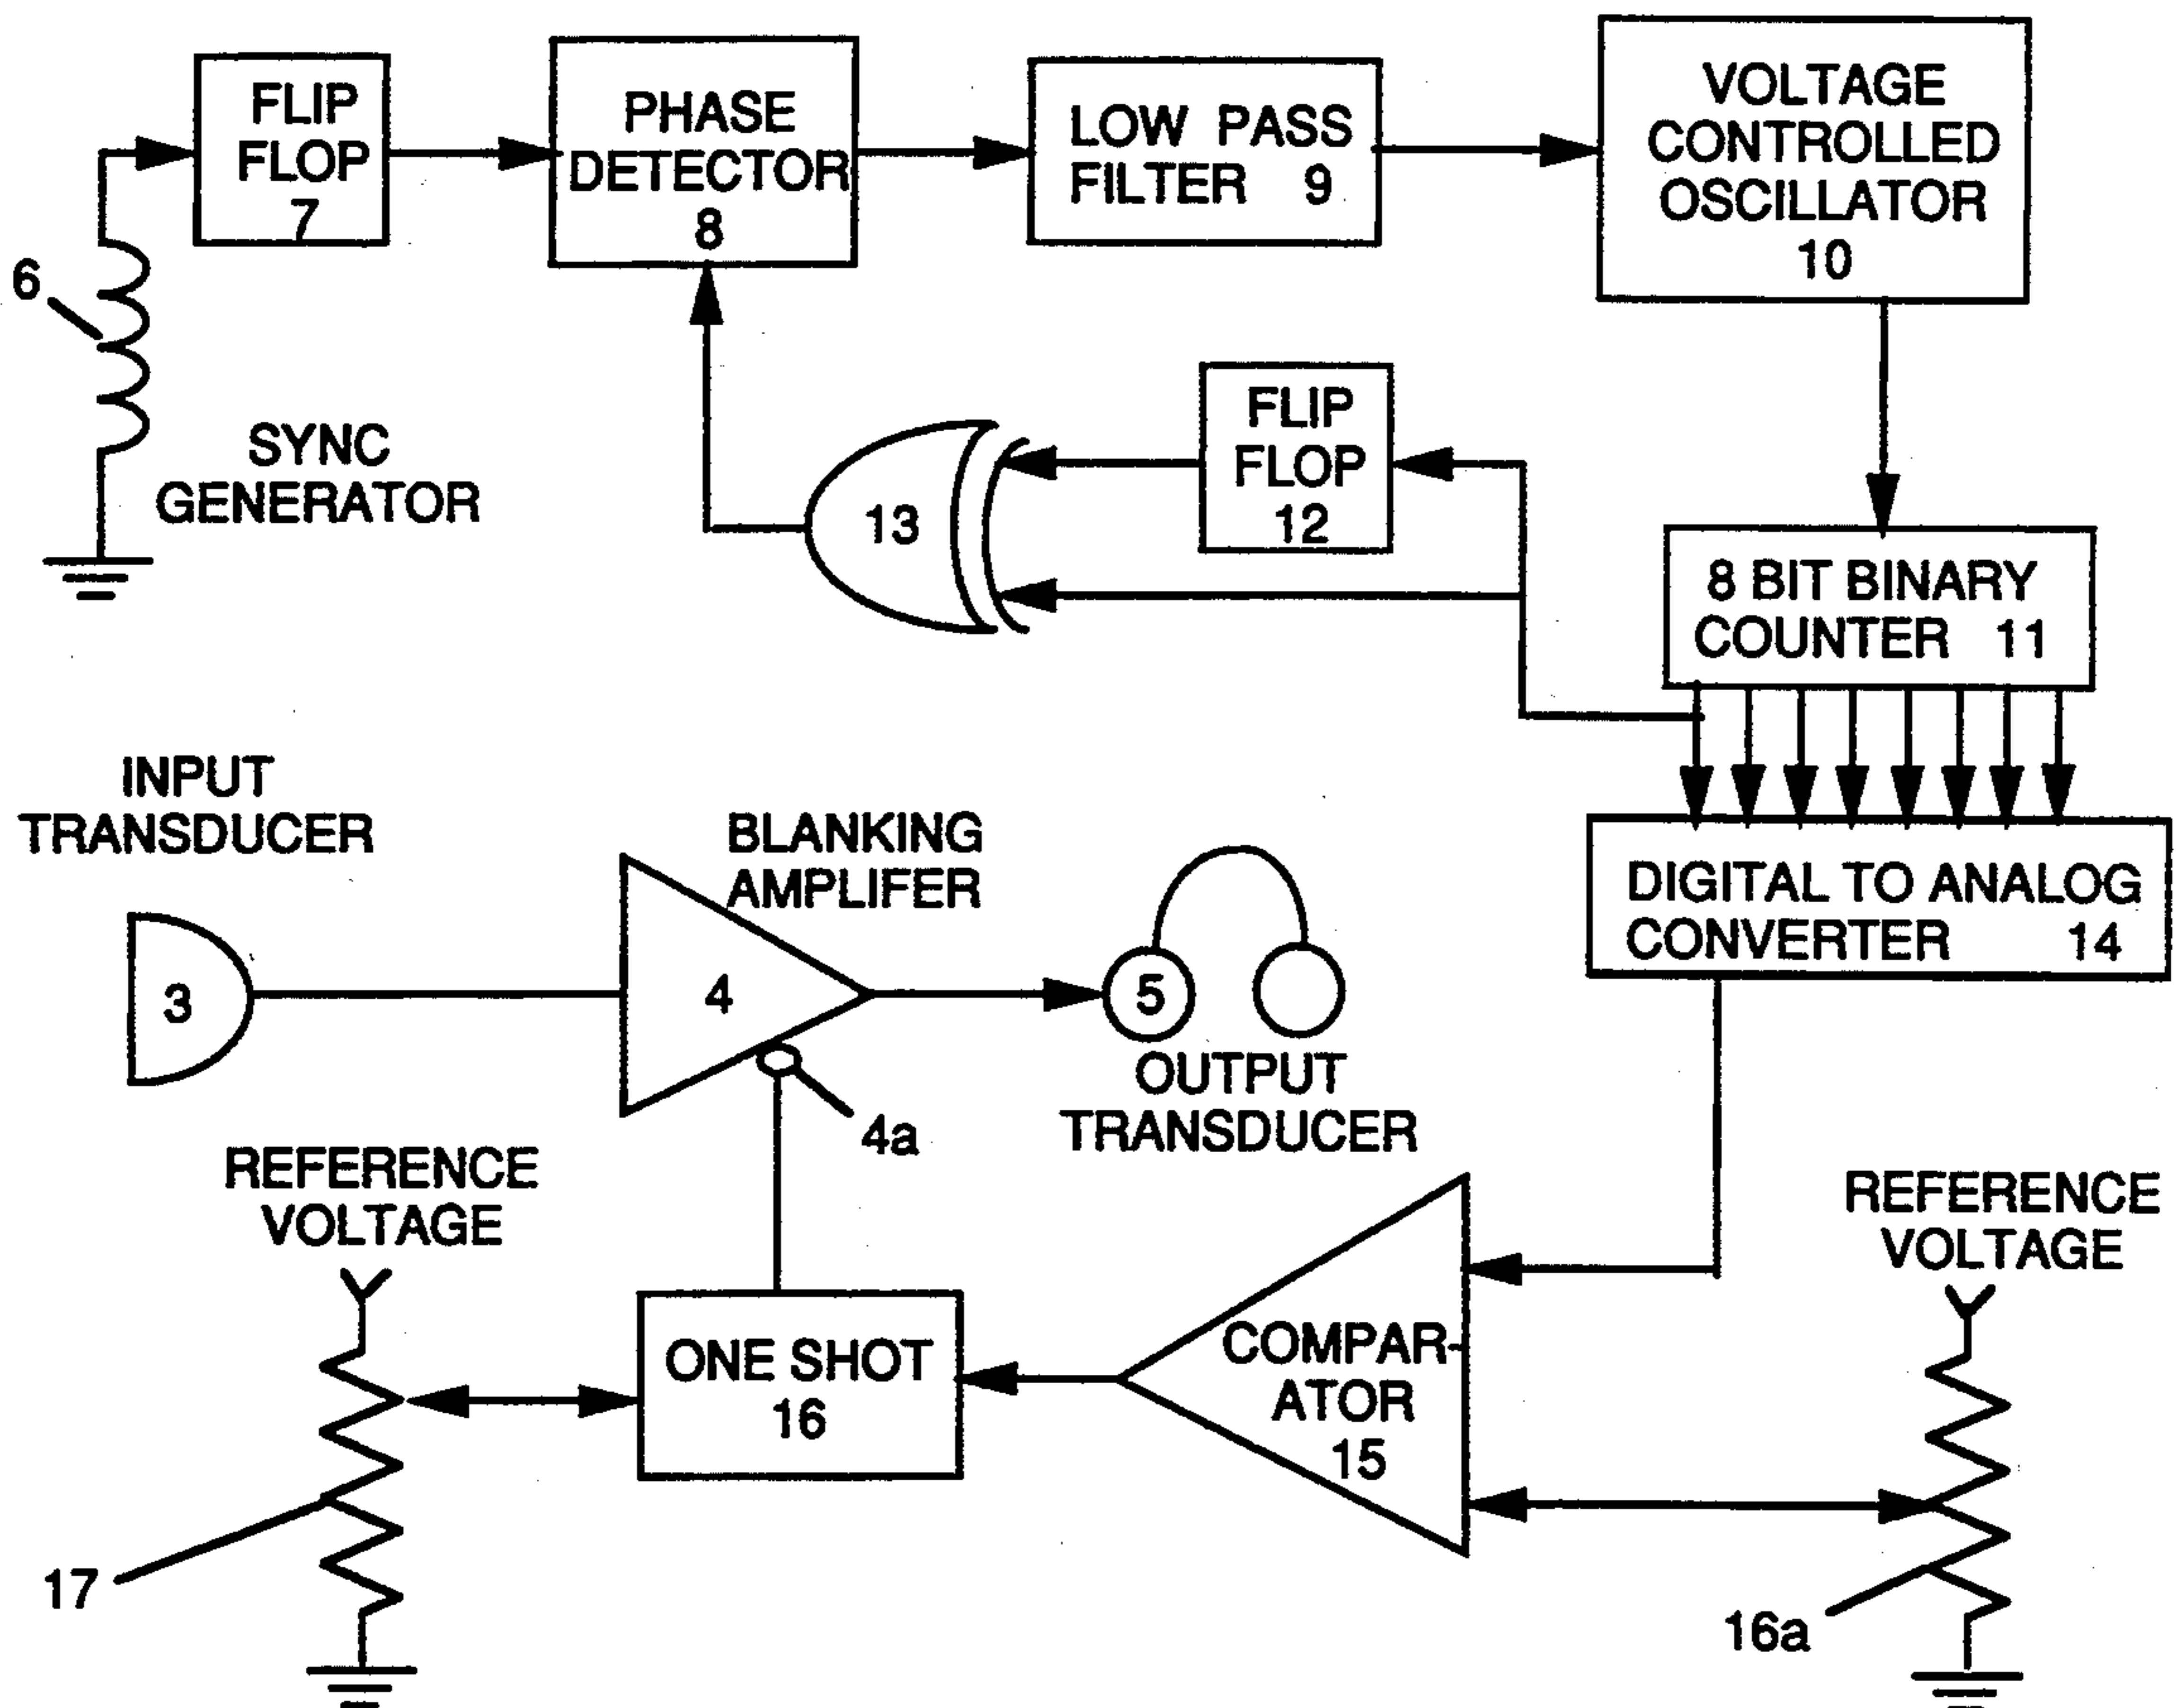 FLIP
FLOP
7
PHASE
DETECTOR
8
LOW PASS
FILTER 9
VOLTAGE
CONTROLLED
OSCILLATOR
10
6
SYNC
GENERATOR
13
FLIP
FLOP
12
8 BIT BINARY
COUNTER 11
INPUT
TRANSDUCER
3
BLANKING
AMPLIFER
4
4a
5
OUTPUT
TRANSDUCER
DIGITAL TO ANALOG
CONVERTER 14
REFERENCE
VOLTAGE
17
ONE SHOT
16
COMPAR-
ATOR
15
REFERENCE
VOLTAGE
16a